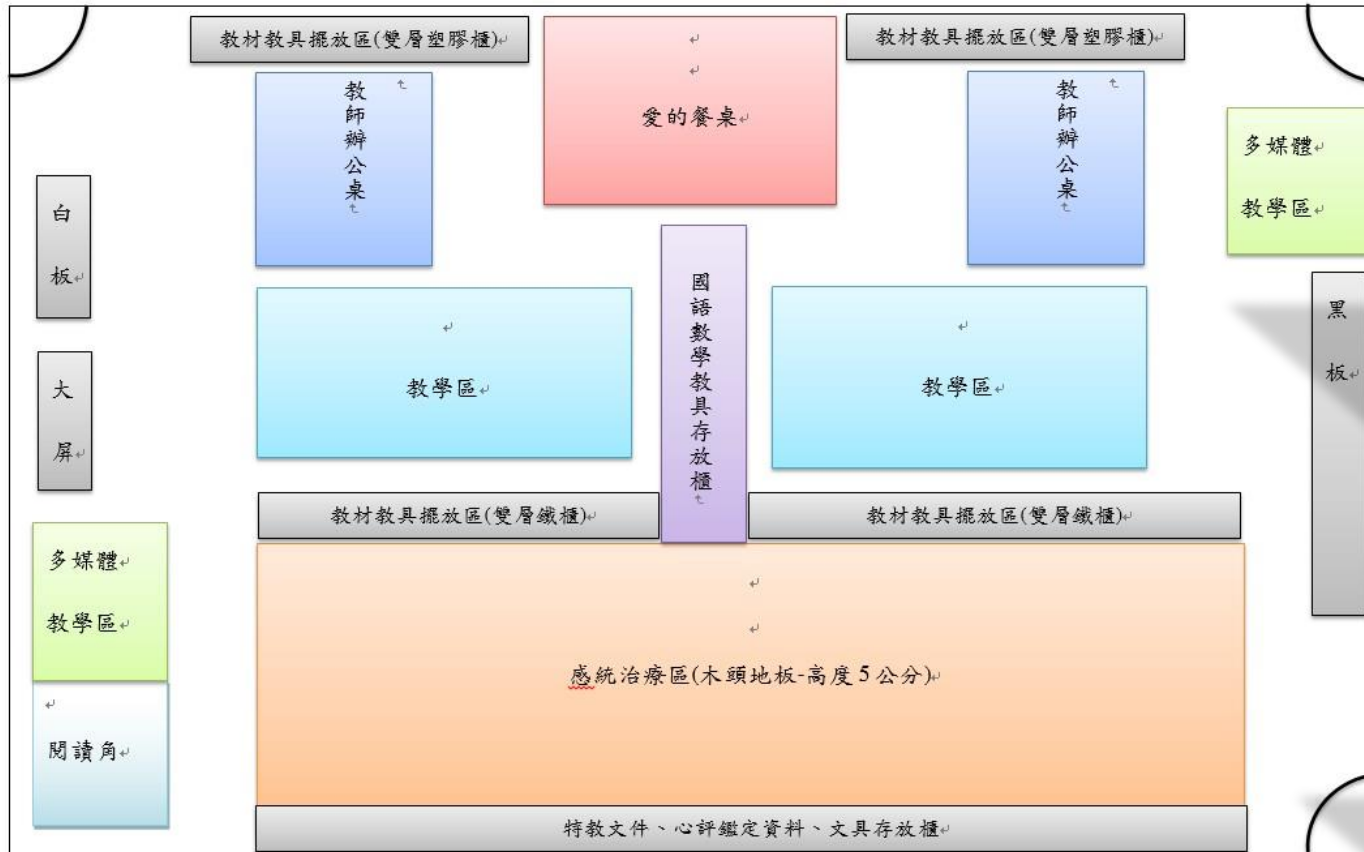 教材教具擺放區(雙層塑膠櫃)
愛的餐桌
教材教具擺放區(雙層塑膠櫃)
教師辦公桌
教師辦公桌
多媒體
教學區
白
板
國語數學教具存放櫃
黑
板
大
屏
教學區
教學區
教材教具擺放區(雙層鐵櫃)
教材教具擺放區(雙層鐵櫃)
多媒體
教學區
感統治療區(木頭地板-高度5公分)
閱讀角
特教文件、心評鑑定資料、文具存放櫃